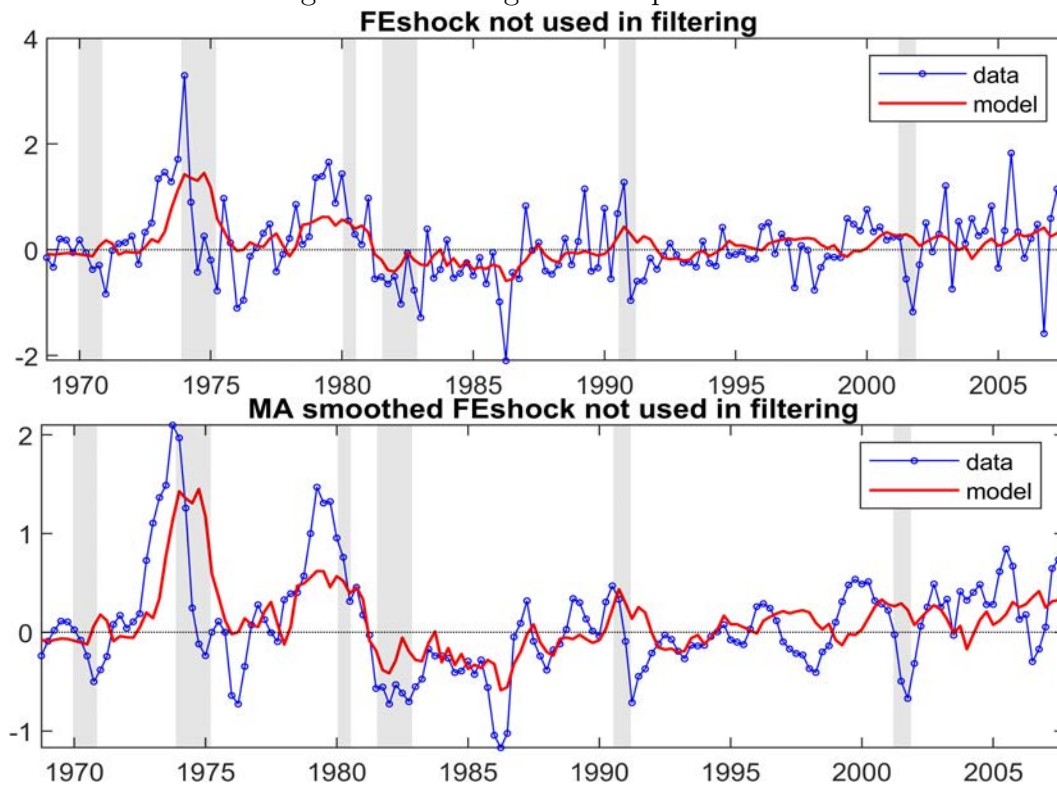 FEshock not used in filtering
4
data
model
2
0
-2
1970 1975 1980 1985 1990 1995 2000 2005
MA smoothed FEshock not used in filtering
2
data
model
1
0
-1
1970 1975 1980 1985 1990 1995 2000 2005